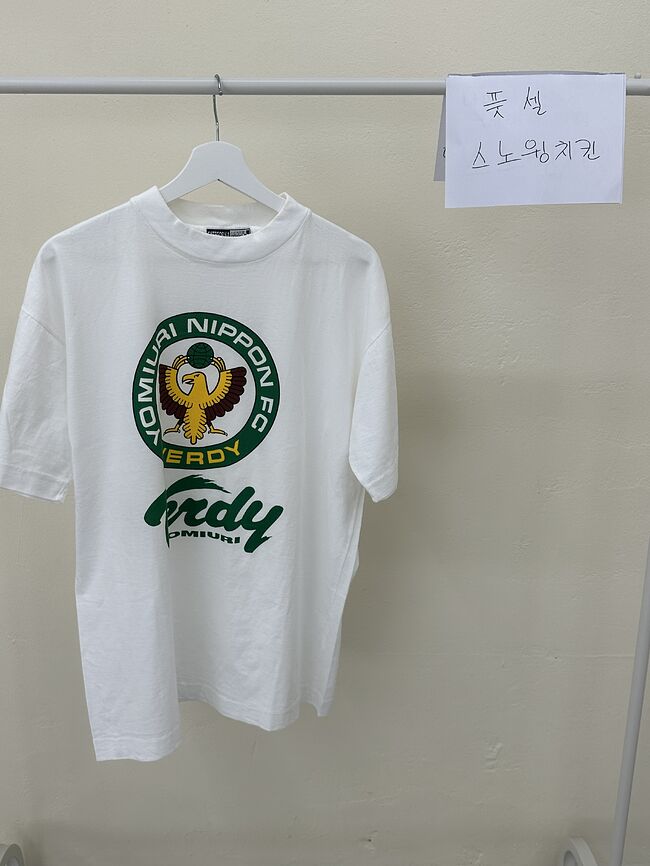 풋셀
스노윙치킨
YOMIURI NIPPON FC
VERDY
erdy
OMIURI